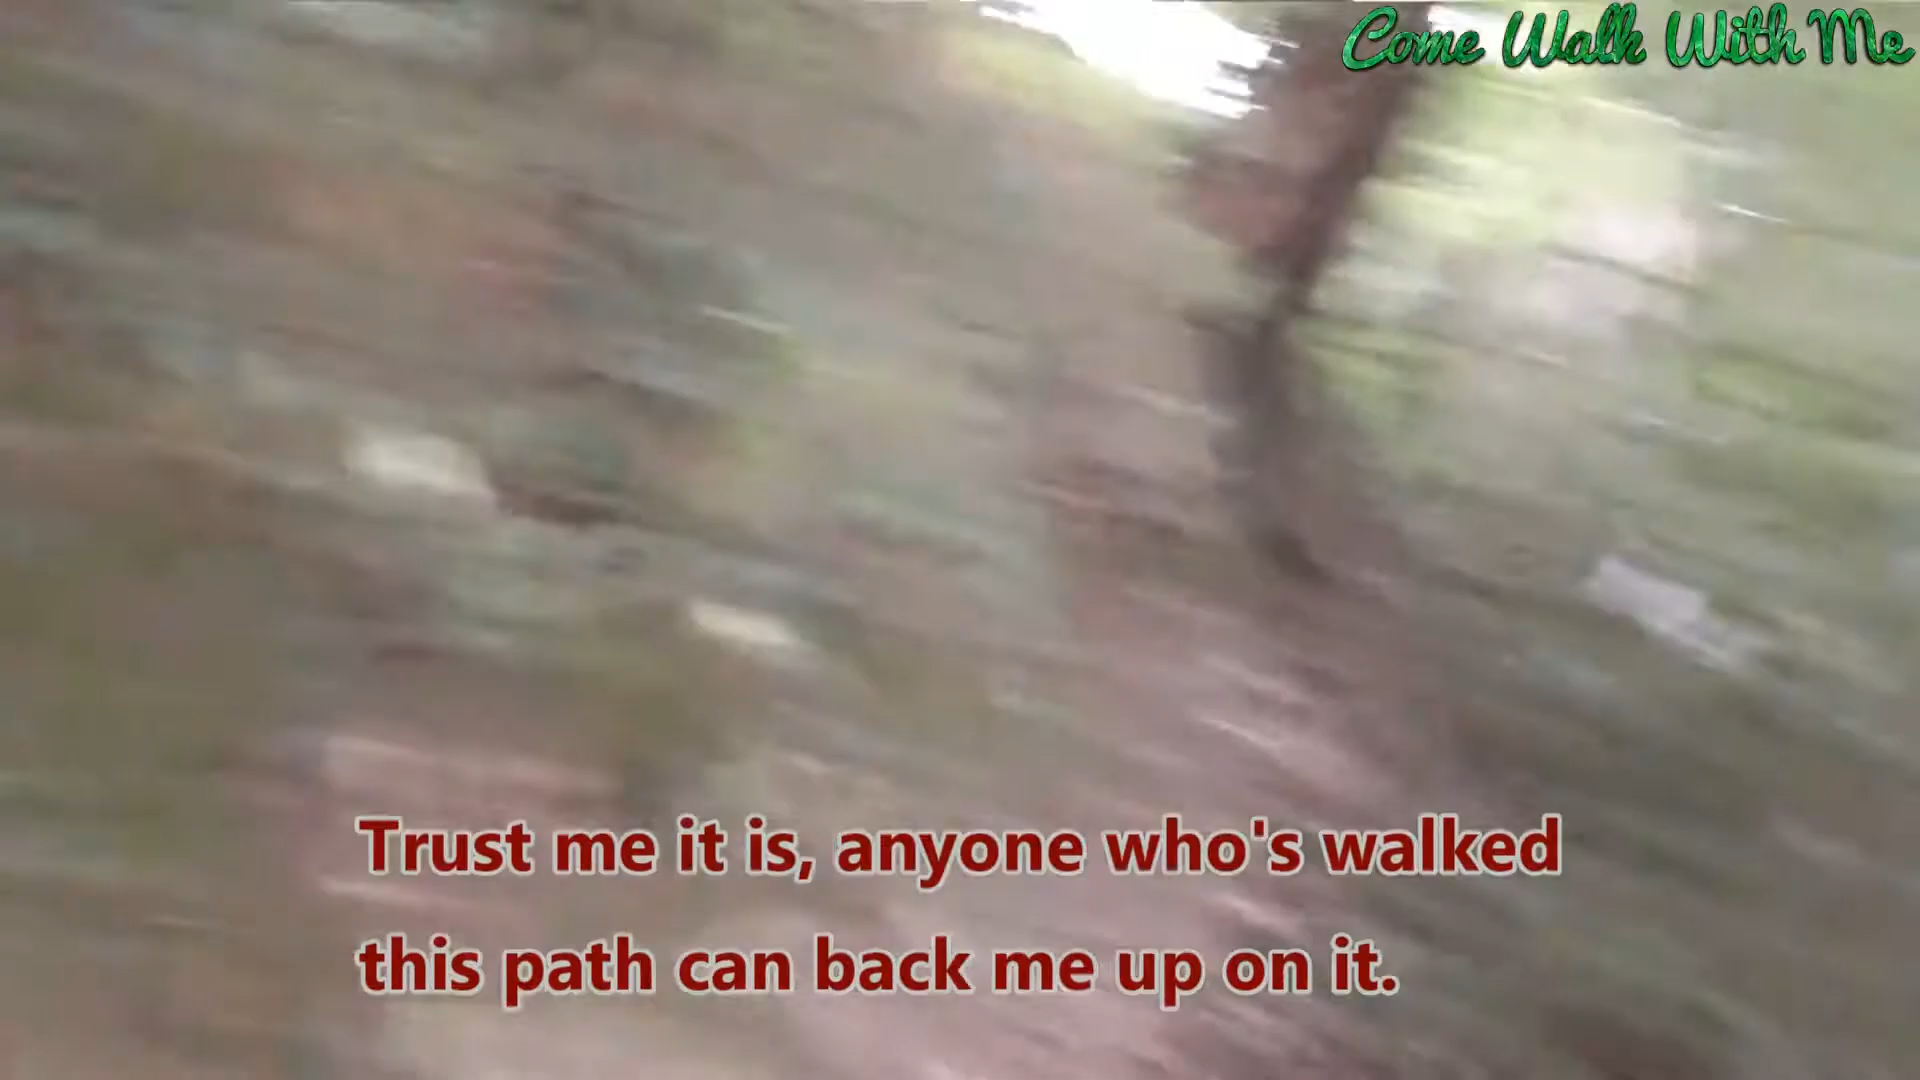 Come Walk With Me
Trust me it is, anyone who's walked
this path can back me up on it.